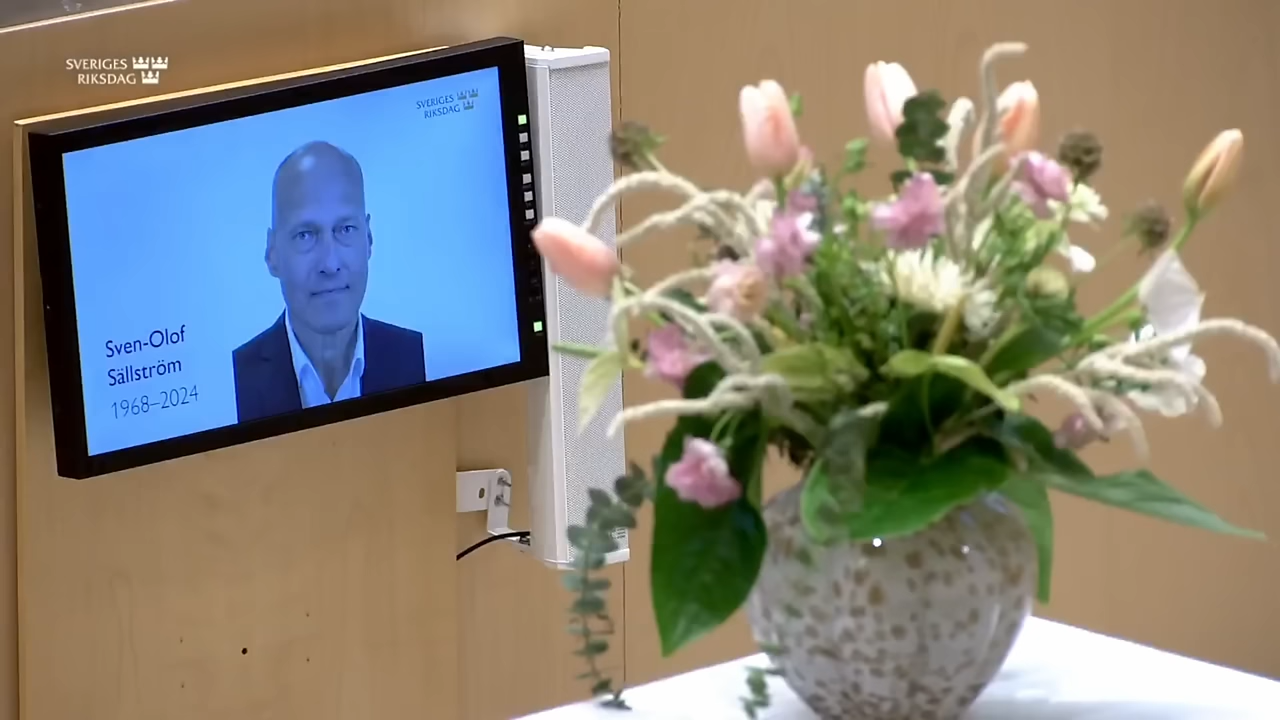 SVERIGES
RIKSDAG
SVERIGES
RIKSDAG
Sven-Olof
Sällström
1968–2024